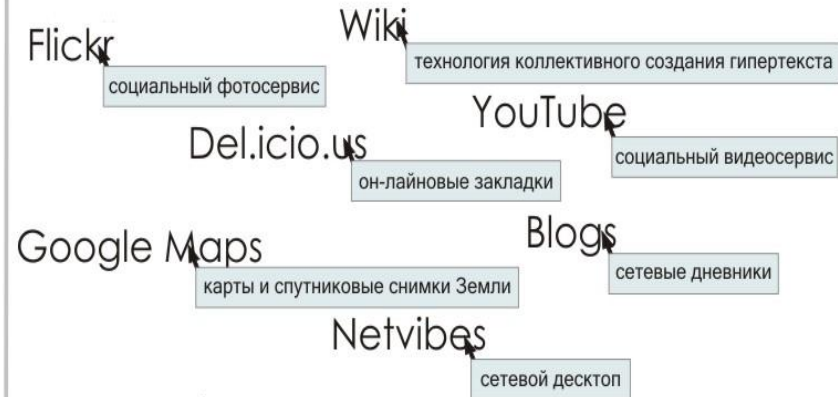 Wiki
Flickr
технология коллективного создания гипертекста
социальный фотосервис
YouTube
Del.icio.us
социальный видеосервис
он-лайновые закладки
Blogs
Google Maps
сетевые дневники
карты и спутниковые снимки Земли
Netvibes
сетевой десктоп